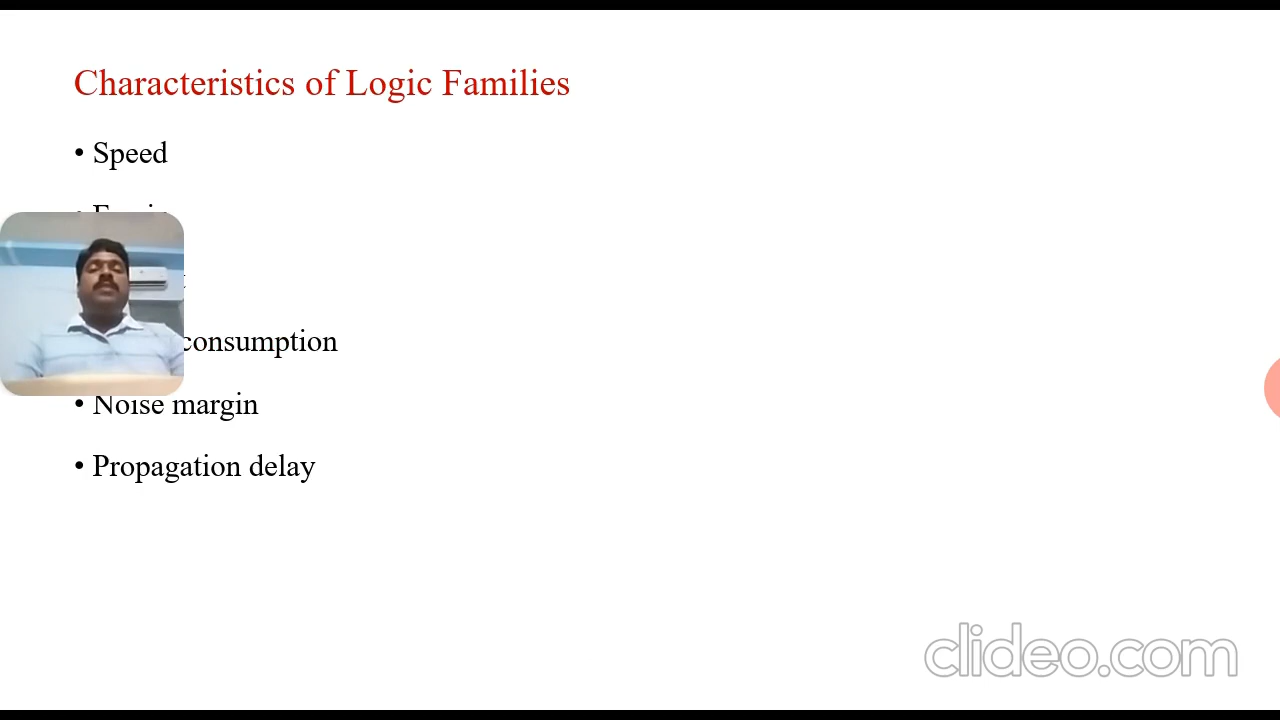 Characteristics of Logic Families
• Speed
consumption
• Noise margin
• Propagation delay
clideo.com